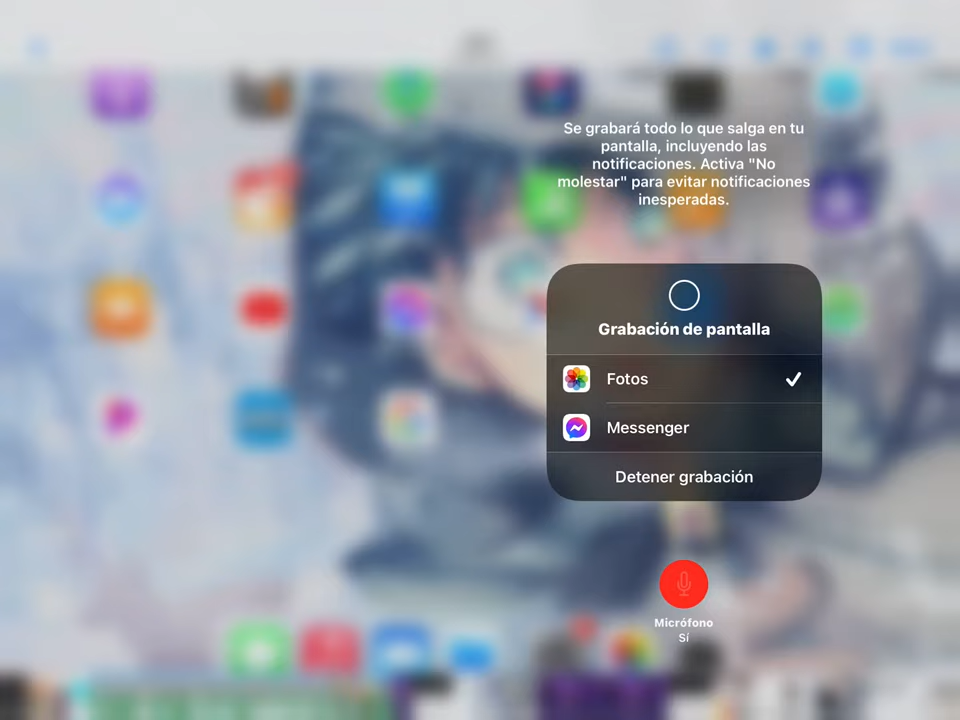 Se grabará todo lo que salga en tu
pantalla, incluyendo las
notificaciones. Activa "No
molestar" para evitar notificaciones
inesperadas.
Grabación de pantalla
Fotos
Messenger
Detener grabación
Micrófono
Sí